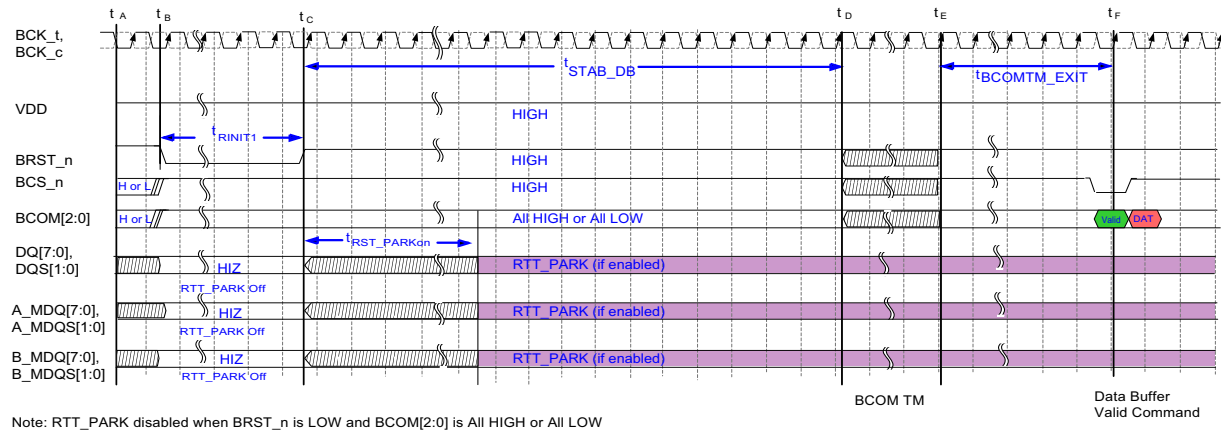 t A t B t C t D t E t F
BCK_t,
BCK_c
t STAB_DB
t BCOMTM_EXIT
VDD HIGH
t RINIT1
BRST_n HIGH
BCS_n H or L HIGH
BCOM[2:0] H or L All HIGH or All LOW Valid DAT
t RST_PARKon
DQ[7:0],
DQS[1:0] HIZ RTT_PARK (if enabled)
RTT_PARK Off
A_MDQ[7:0],
A_MDQS[1:0] HIZ RTT_PARK (if enabled)
RTT_PARK Off
B_MDQ[7:0],
B_MDQS[1:0] HIZ RTT_PARK (if enabled)
RTT_PARK Off
BCOM TM
Data Buffer
Valid Command
Note: RTT_PARK disabled when BRST_n is LOW and BCOM[2:0] is All HIGH or All LOW